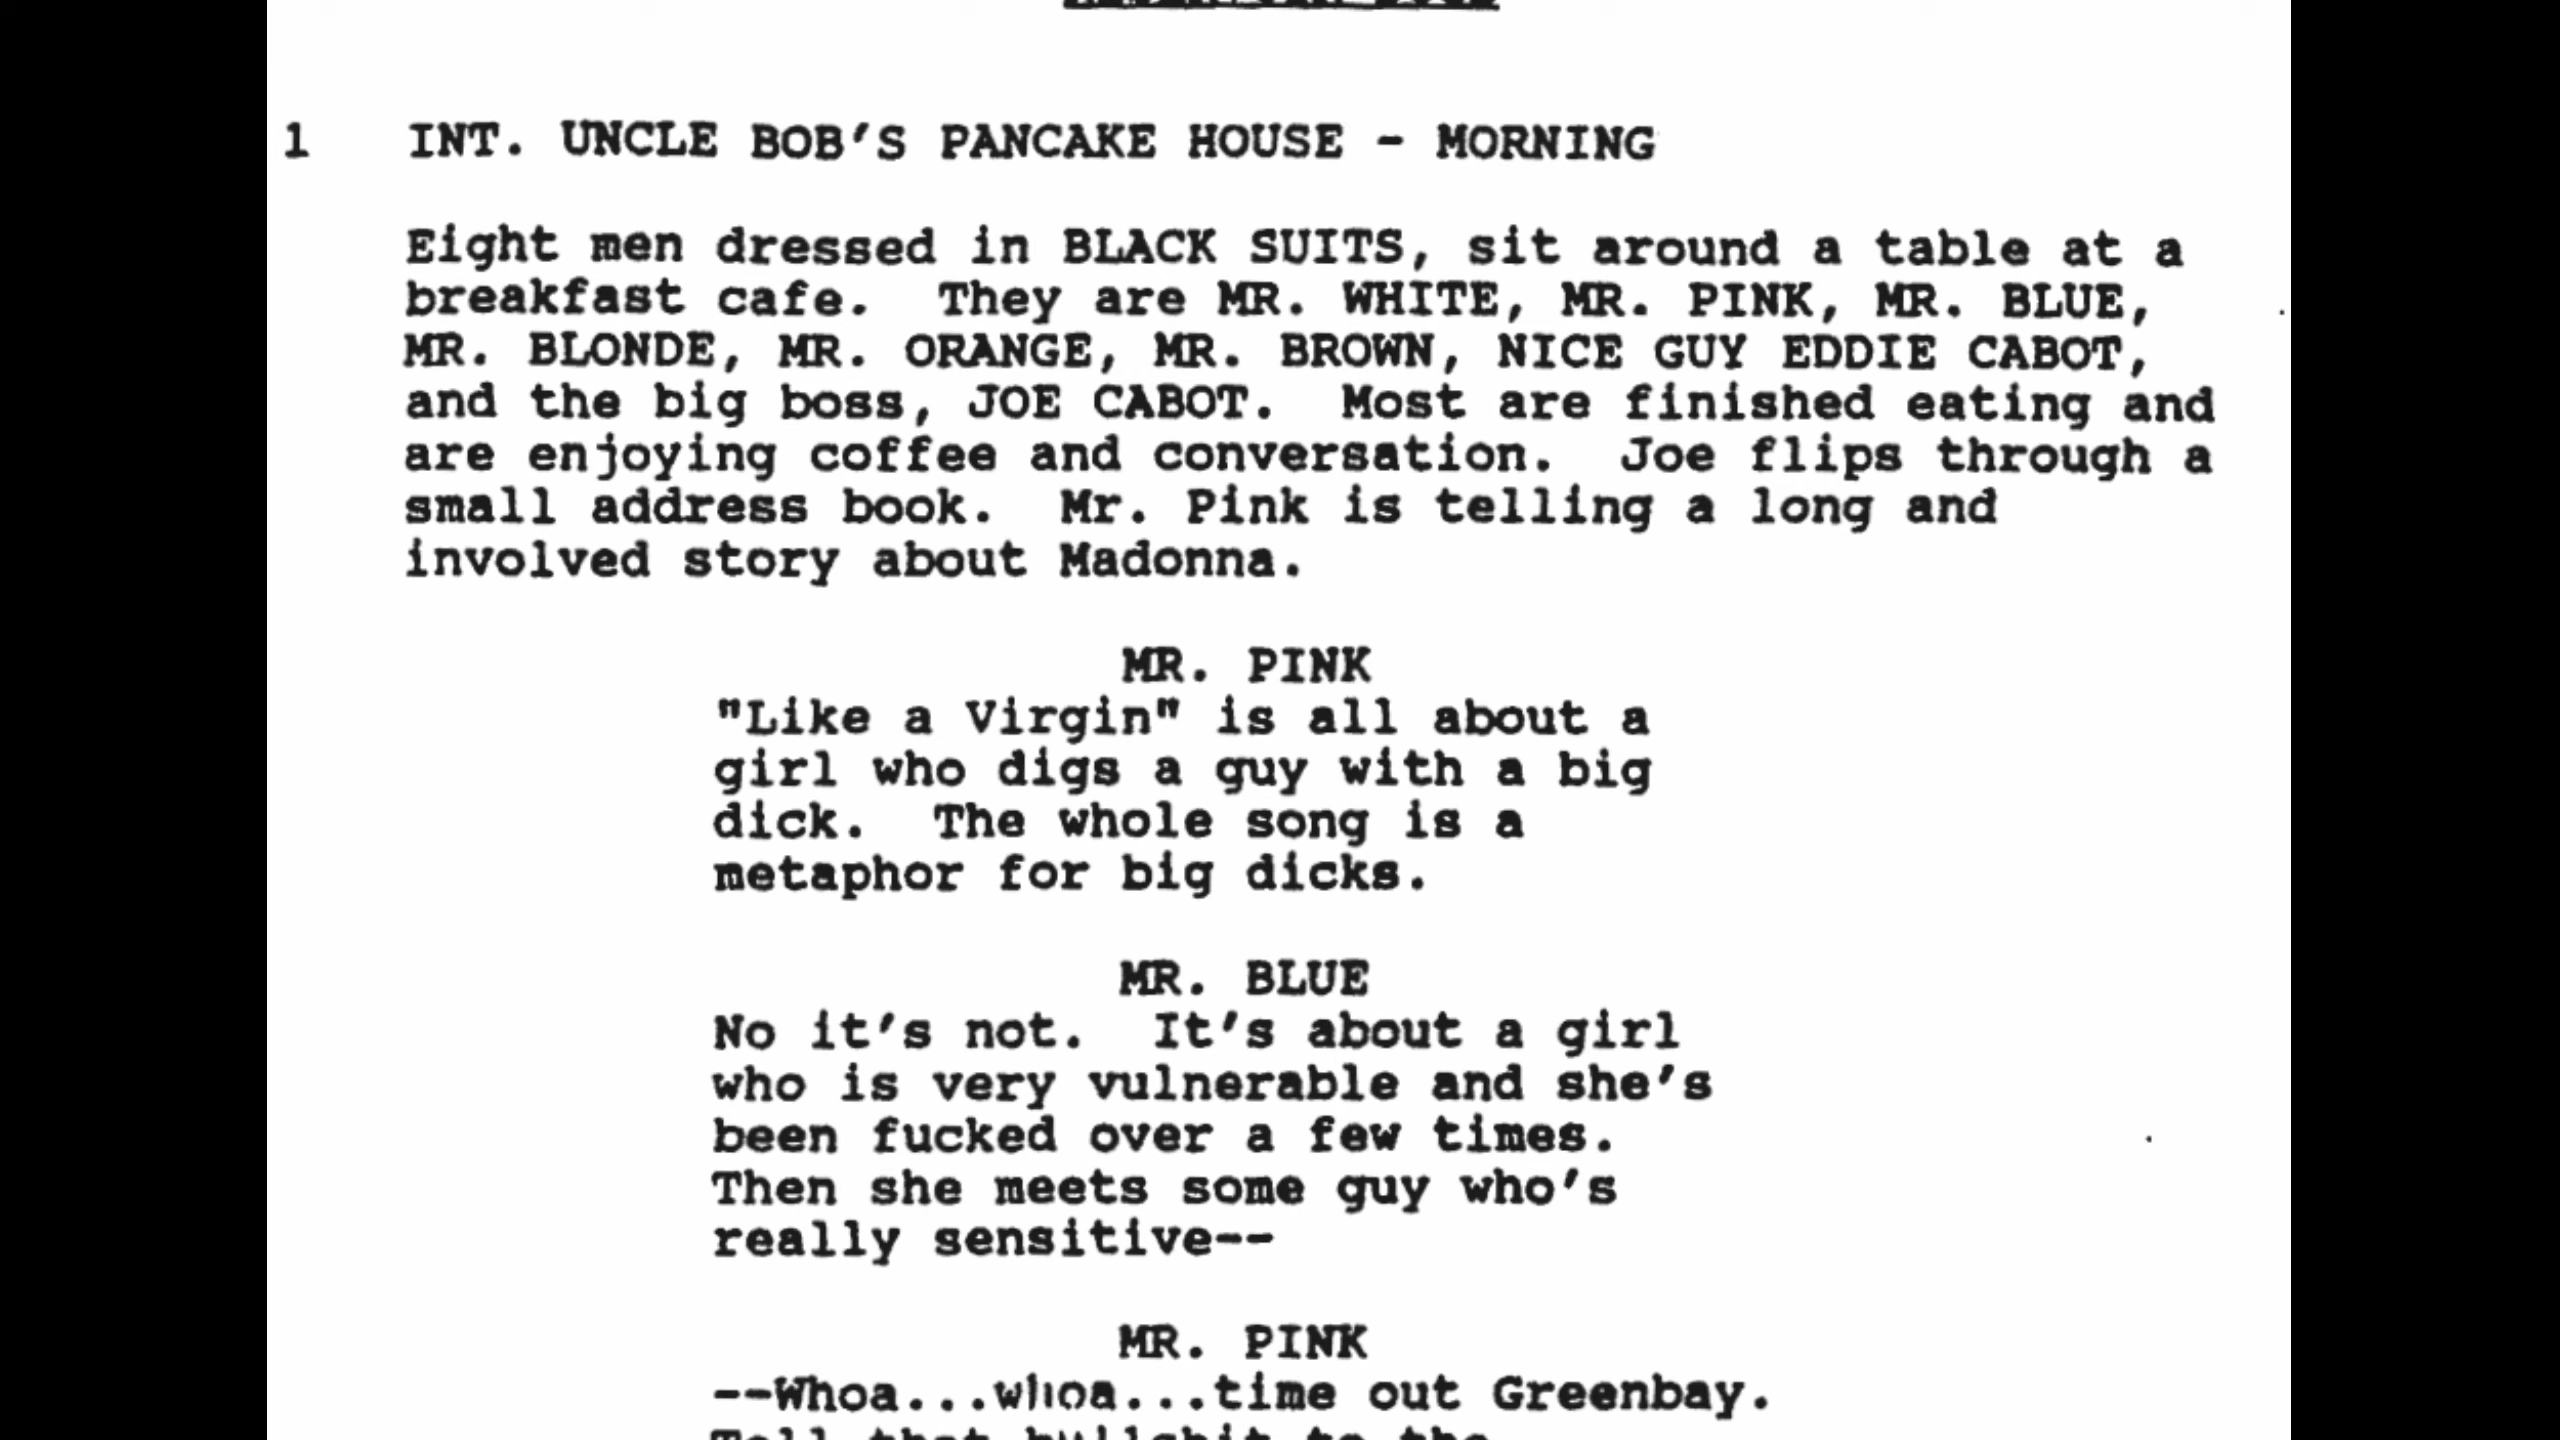 1 INT. UNCLE BOB'S PANCAKE HOUSE - MORNING
Eight men dressed in BLACK SUITS, sit around a table at a
breakfast cafe. They are MR. WHITE, MR. PINK, MR. BLUE,
MR. BLONDE, MR. ORANGE, MR. BROWN, NICE GUY EDDIE CABOT,
and the big boss, JOE CABOT. Most are finished eating and
are enjoying coffee and conversation. Joe flips through a
small address book. Mr. Pink is telling a long and
involved story about Madonna.
MR. PINK
"Like a Virgin" is all about a
girl who digs a guy with a big
dick. The whole song is a
metaphor for big dicks.
MR. BLUE
No it's not. It's about a girl
who is very vulnerable and she's
been fucked over a few times.
Then she meets some guy who's
really sensitive--
MR. PINK
--Whoa...whoa...time out Greenbay.
Tell that bullshit to the